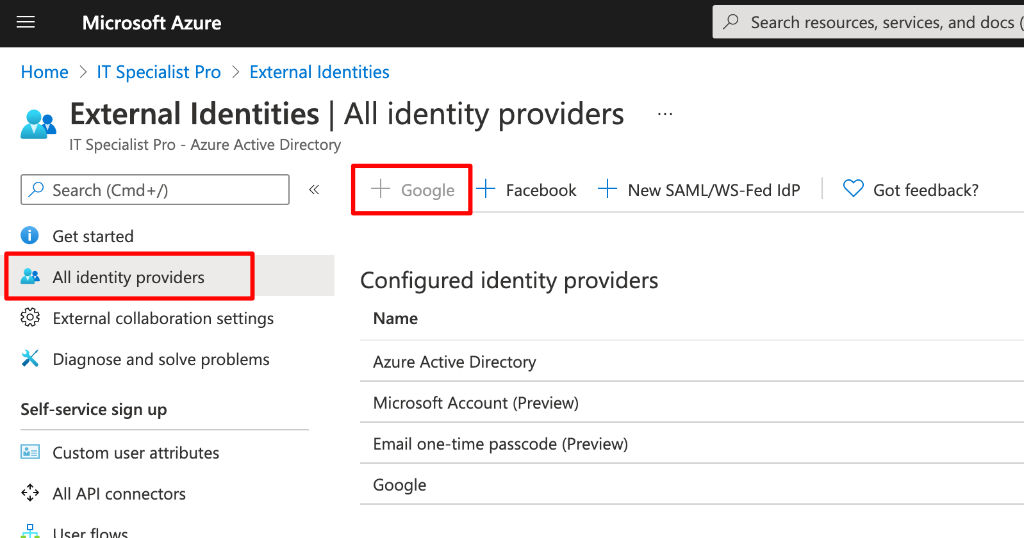 Microsoft Azure
Search resources, services, and docs (
Home > IT Specialist Pro > External Identities
External Identities | All identity providers ...
IT Specialist Pro - Azure Active Directory
Search (Cmd+/) «
+ Google + Facebook + New SAML/WS-Fed IdP Got feedback?
Get started
All identity providers
External collaboration settings
Diagnose and solve problems
Self-service sign up
Custom user attributes
All API connectors
User flows
Configured identity providers
Name
Azure Active Directory
Microsoft Account (Preview)
Email one-time passcode (Preview)
Google